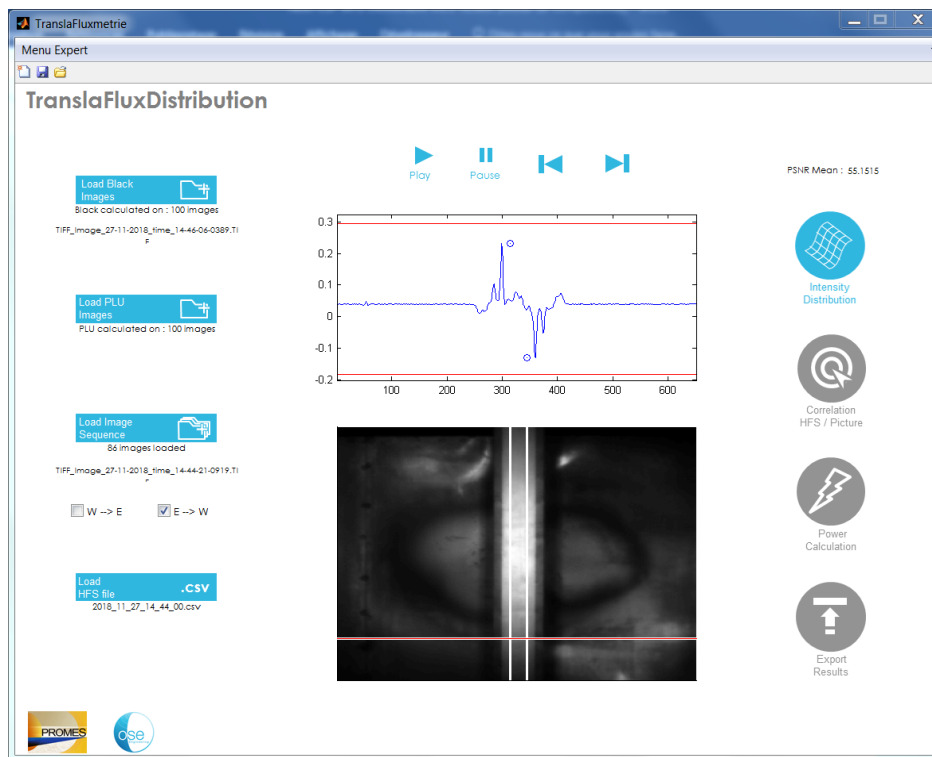 TranslaFluxmetrie
Menu Expert
TranslaFluxDistribution
Play
Pause
PSNR Mean : 55.1515
Load Black
Images
Black calculated on : 100 images
TIFF_Image_27-11-2018_time_14-46-06-0389.TI
F
Load PLU
Images
PLU calculated on : 100 images
Load Image
Sequence
86 images loaded
TIFF_Image_27-11-2018_time_14-44-21-0919.TI
W --> E
E --> W
Load
HFS file
.csv
2018_11_27_14_44_00.csv
0.3
0.2
0.1
0
-0.1
-0.2
100
200
300
400
500
600
Intensity
Distribution
Correlation
HFS / Picture
Power
Calculation
Export
Results
PROMES
ose